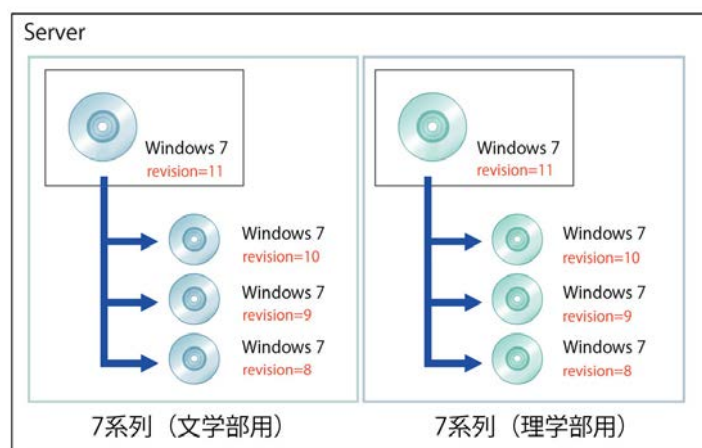 Server
Windows 7
revision=11
Windows 7
revision=10
Windows 7
revision=9
Windows 7
revision=8
7系列（文学部用）
Windows 7
revision=11
Windows 7
revision=10
Windows 7
revision=9
Windows 7
revision=8
7系列（理学部用）